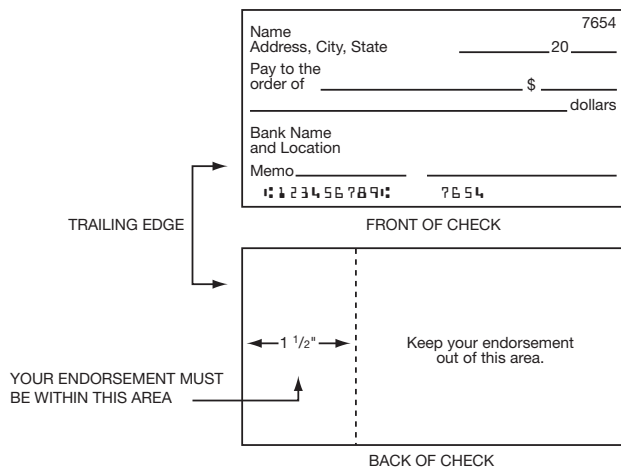 7654
Name
Address, City, State 20
Pay to the
order of $
dollars
Bank Name
and Location
Memo
⑆123456789⑆ 7654
TRAILING EDGE
FRONT OF CHECK
1 1/2"
Keep your endorsement
out of this area.
YOUR ENDORSEMENT MUST
BE WITHIN THIS AREA
BACK OF CHECK